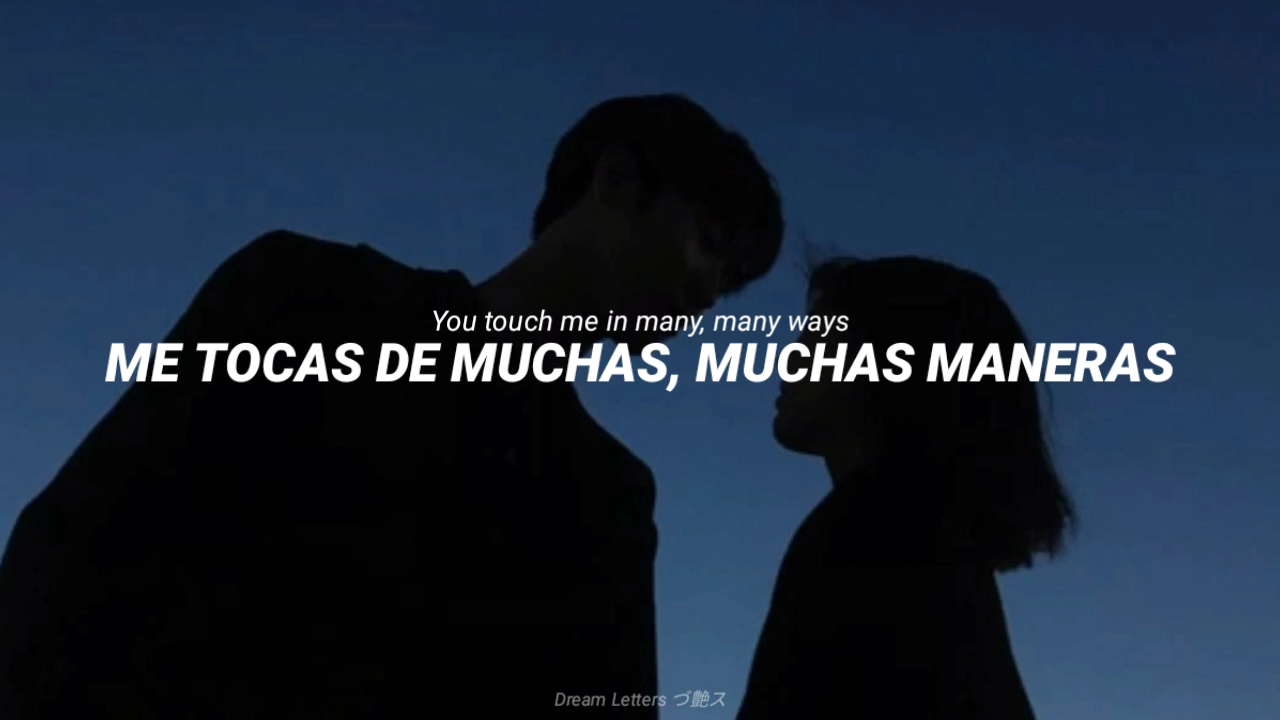 You touch me in many, many ways
ME TOCAS DE MUCHAS, MUCHAS MANERAS
Dream Letters づ艶ス